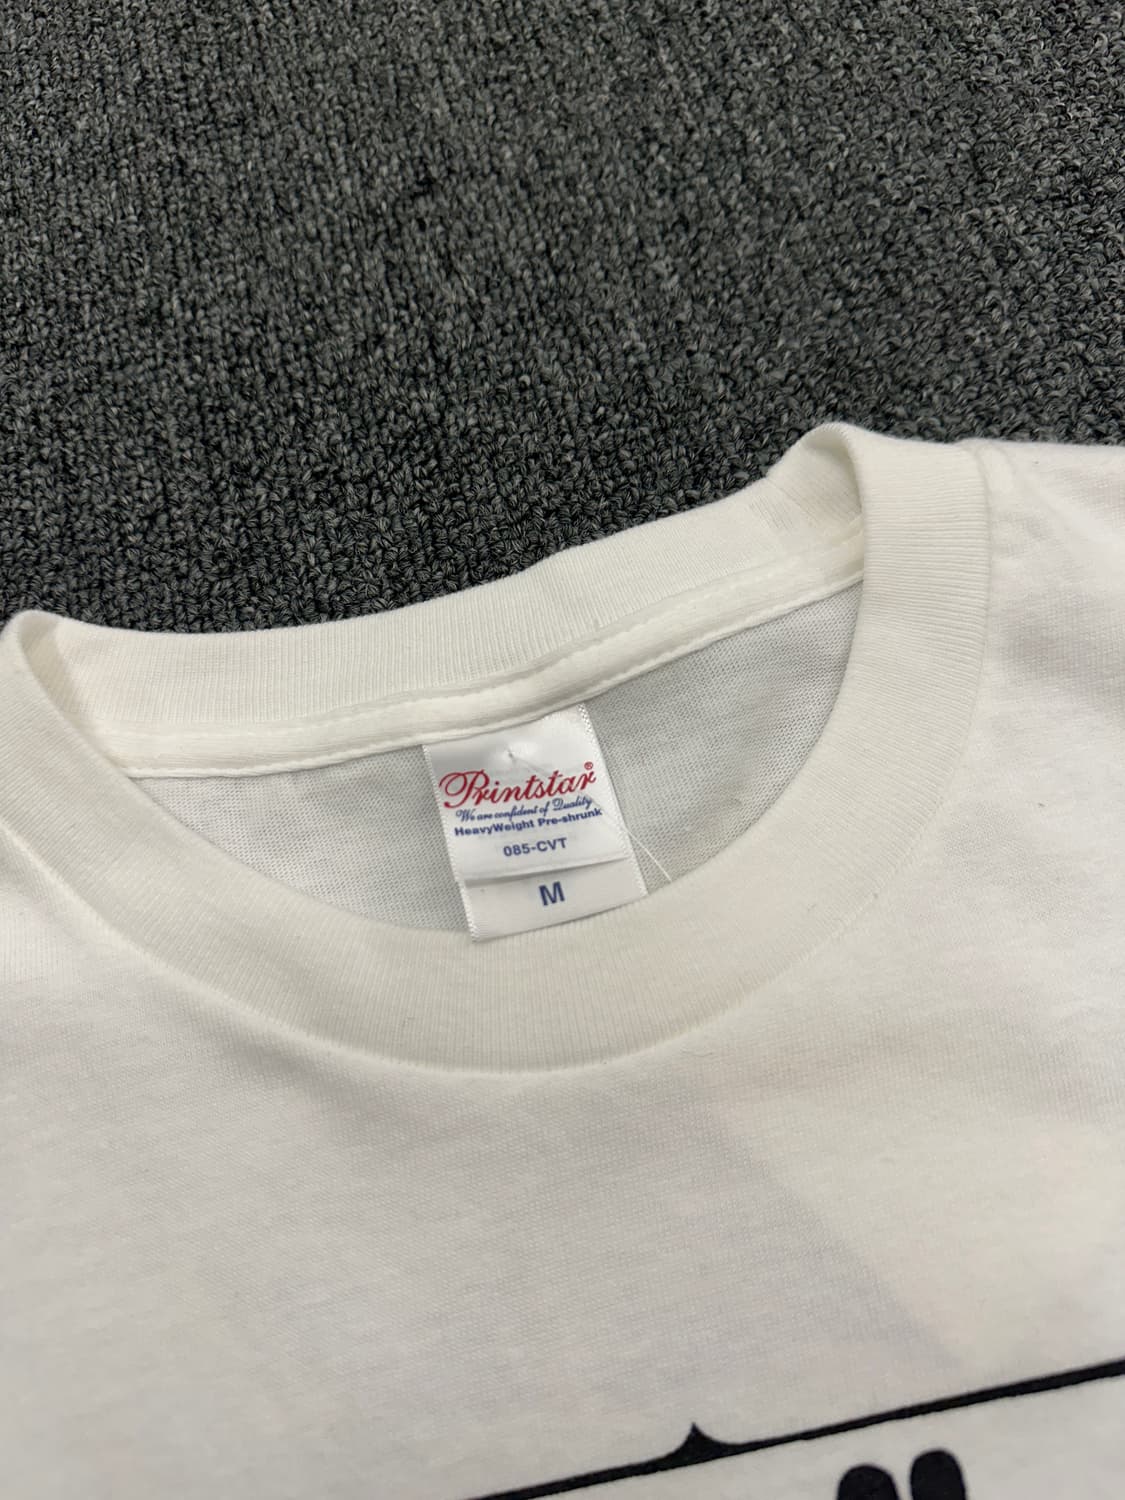 Printstar®
We are confident of Quality
HeavyWeight Pre-shrunk
085-CVT
M